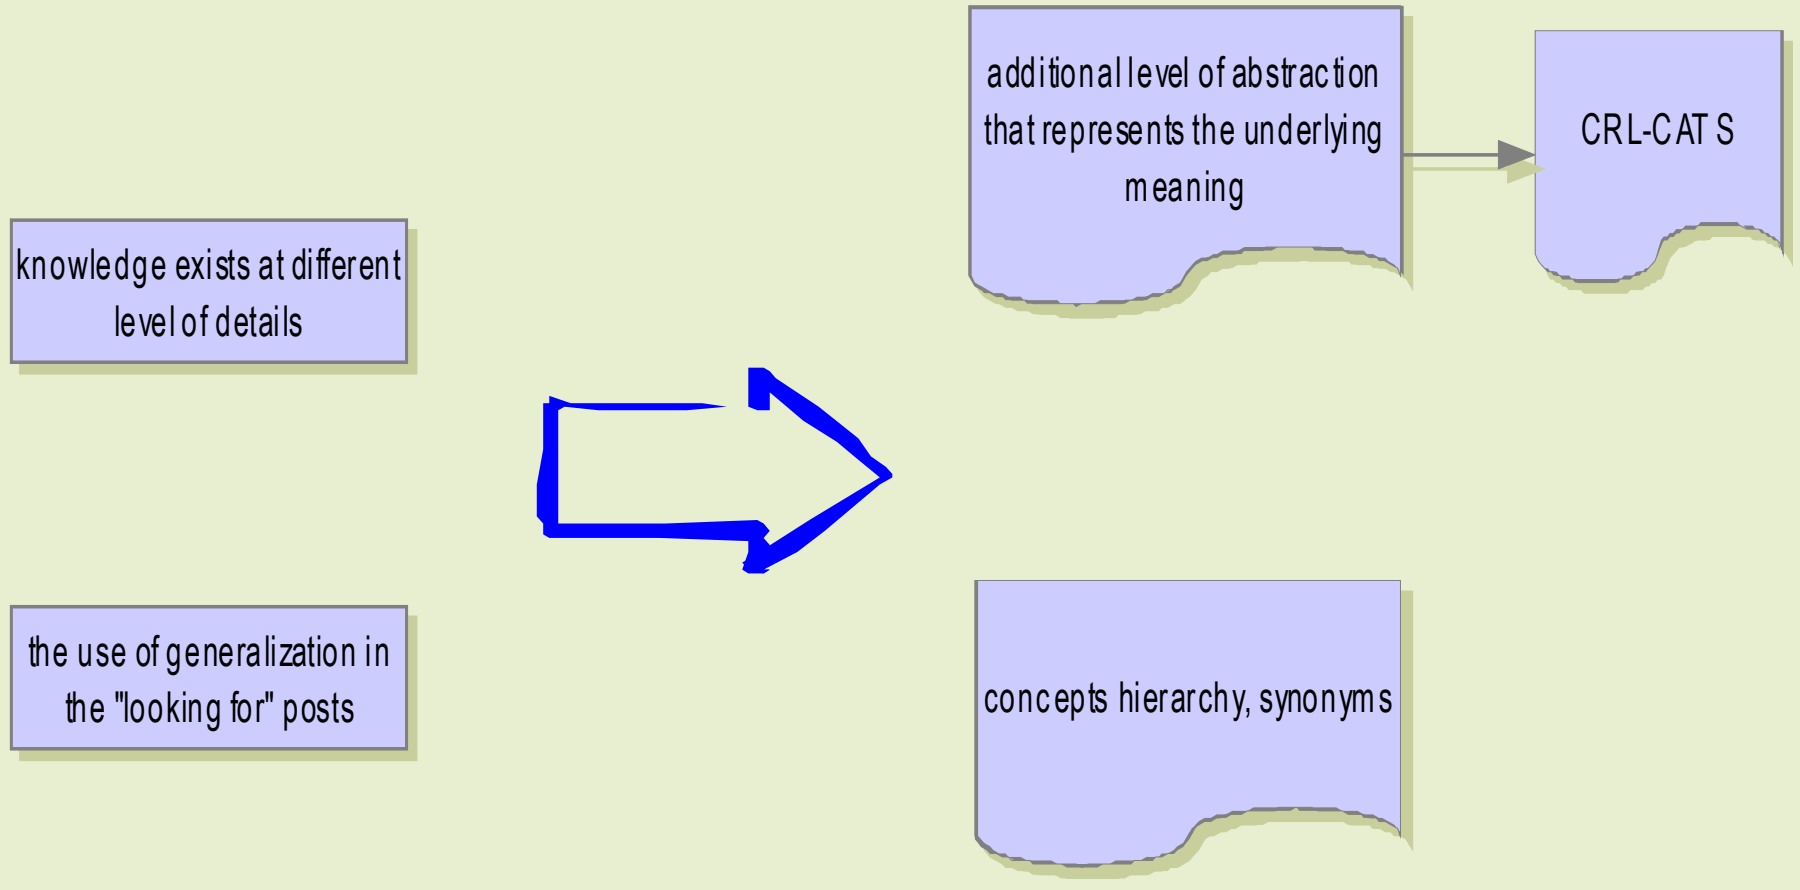 additional level of abstraction
that represents the underlying
meaning
CRL-CATS
knowledge exists at different
level of details
the use of generalization in
the "looking for" posts
concepts hierarchy, synonyms